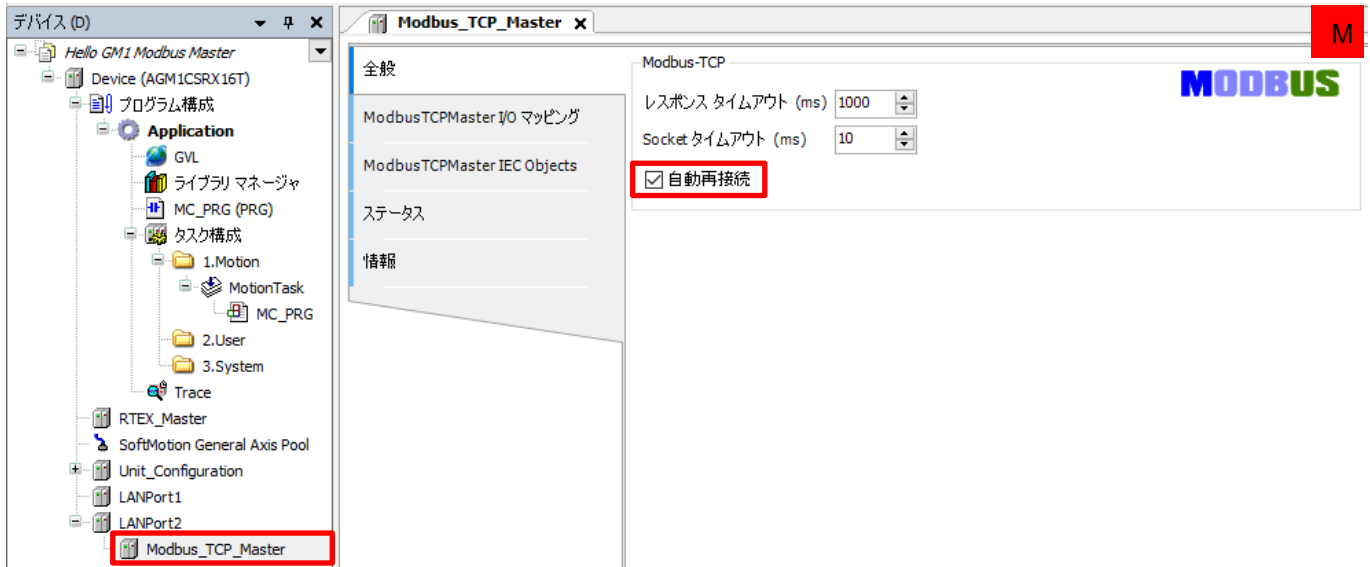 デバイス (D)
Hello GM1 Modbus Master
Device (AGM1CSRX16T)
プログラム構成
Application
GVL
ライブラリ マネージャ
MC_PRG (PRG)
タスク構成
1.Motion
MotionTask
MC_PRG
2.User
3.System
Trace
RTEX_Master
SoftMotion General Axis Pool
Unit_Configuration
LANPort1
LANPort2
Modbus_TCP_Master
Modbus_TCP_Master
M
全般
ModbusTCPMaster I/O マッピング
ModbusTCPMaster IEC Objects
ステータス
情報
Modbus-TCP
MODBUS
レスポンス タイムアウト (ms) 1000
Socket タイムアウト (ms) 10
自動再接続